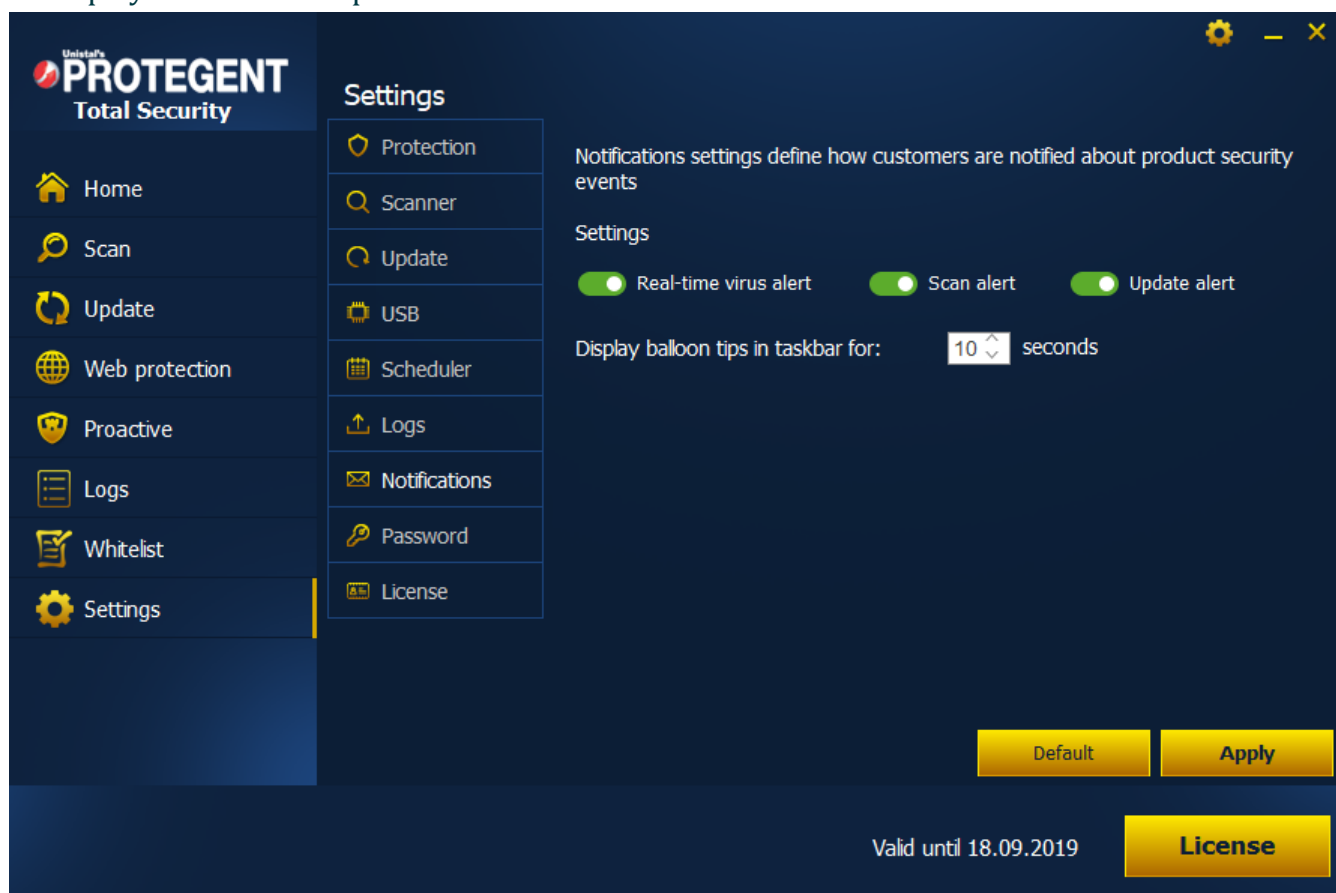 Unistal's
PROTEGENT
Total Security
Home
Scan
Update
Web protection
Proactive
Logs
Whitelist
Settings
Settings
Protection
Scanner
Update
USB
Scheduler
Logs
Notifications
Password
License
Notifications settings define how customers are notified about product security
events
Settings
Real-time virus alert Scan alert Update alert
Display balloon tips in taskbar for: 10 seconds
Default Apply
Valid until 18.09.2019 License